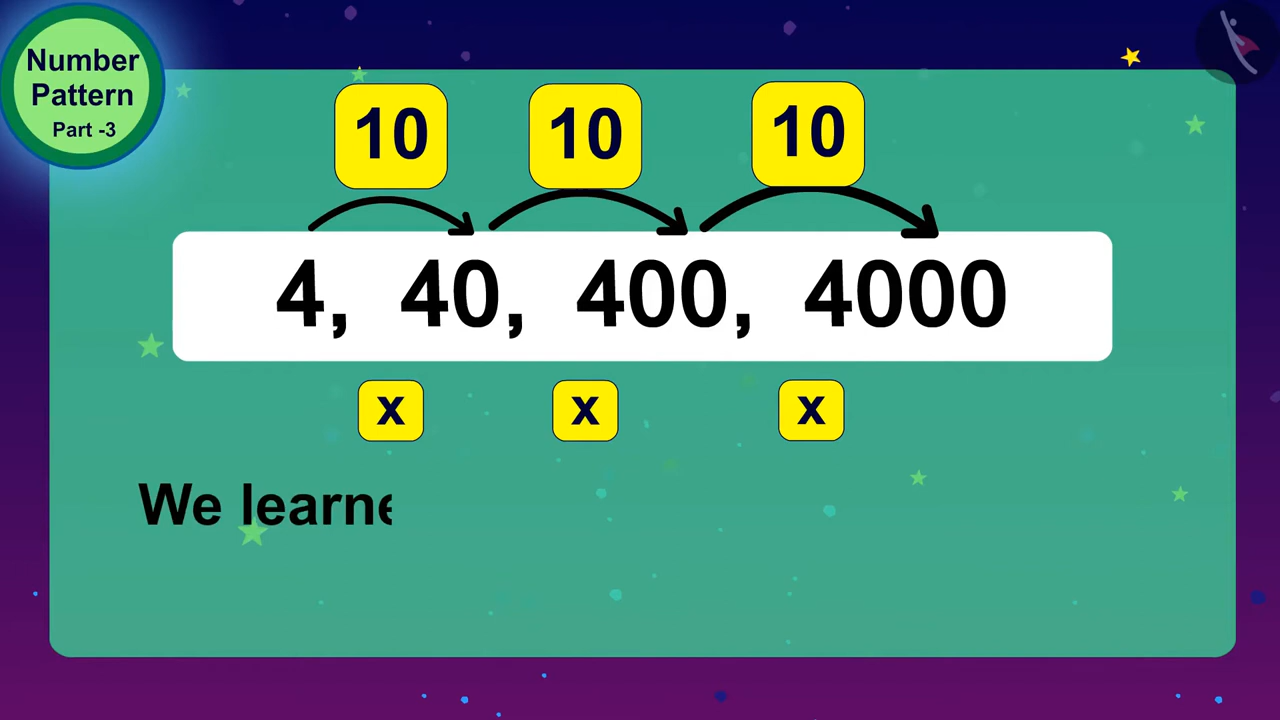 Number
Pattern
Part -3
10 10 10
4, 40, 400, 4000
x x x
We learne